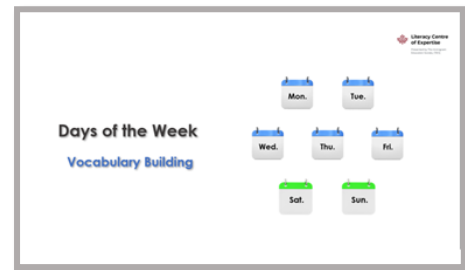 Literacy Centre
of Expertise
Mon.
Tue.
Days of the Week
Wed.
Thu.
Fri.
Vocabulary Building
Sat.
Sun.